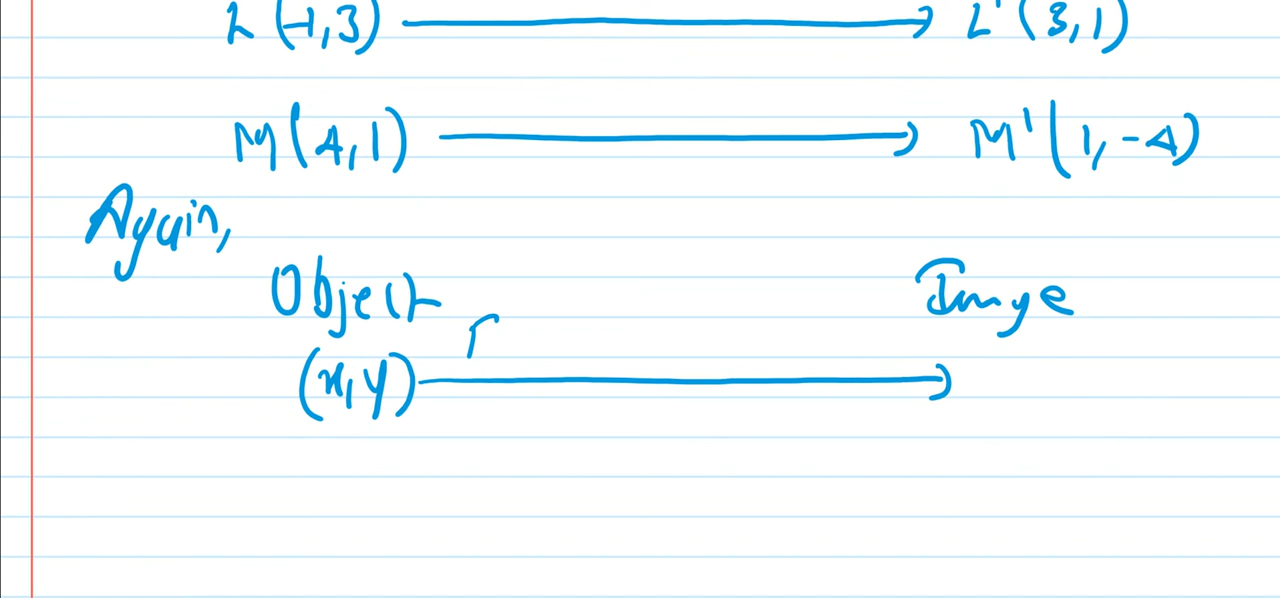 L (-1,3) → L' (3,1)
M (4,1) → M' (1,-4)
Again,
Object Image
(x,y) →